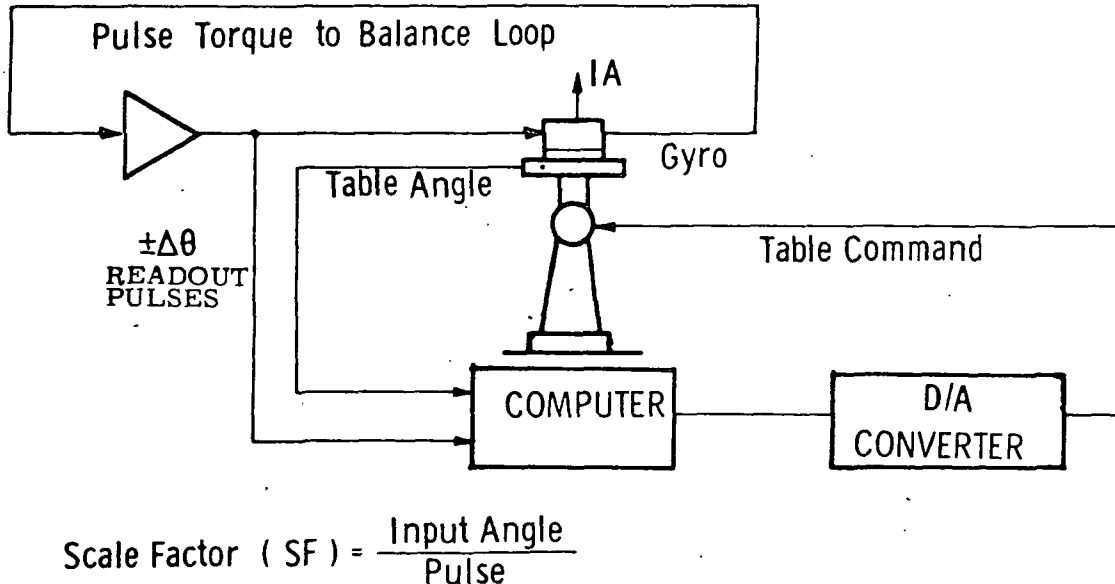 Pulse Torque to Balance Loop
IA
Gyro
Table Angle
±Δθ
READOUT
PULSES
Table Command
COMPUTER
D/A
CONVERTER
Scale Factor ( SF ) = Input Angle
Pulse